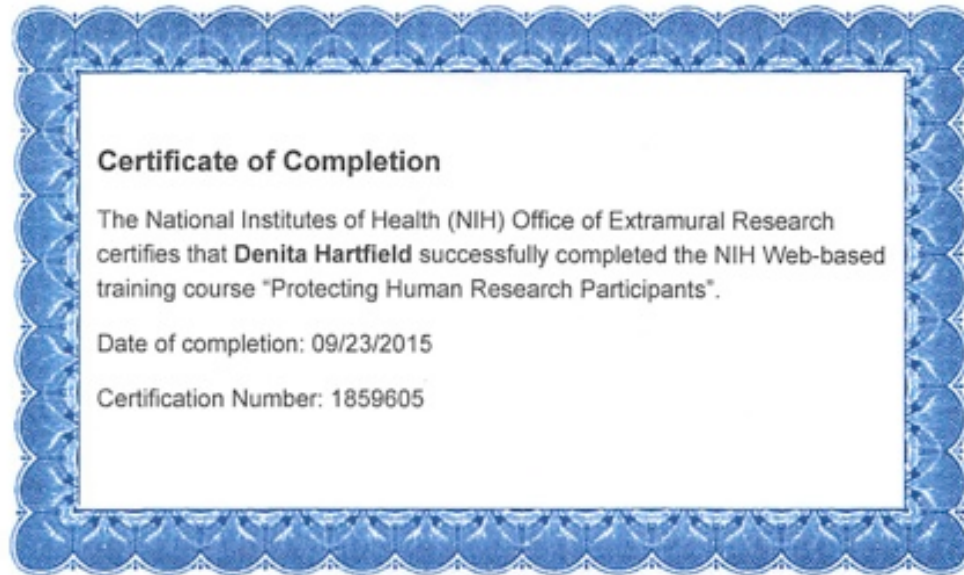 Certificate of Completion
The National Institutes of Health (NIH) Office of Extramural Research
certifies that Denita Hartfield successfully completed the NIH Web-based
training course "Protecting Human Research Participants".
Date of completion: 09/23/2015
Certification Number: 1859605